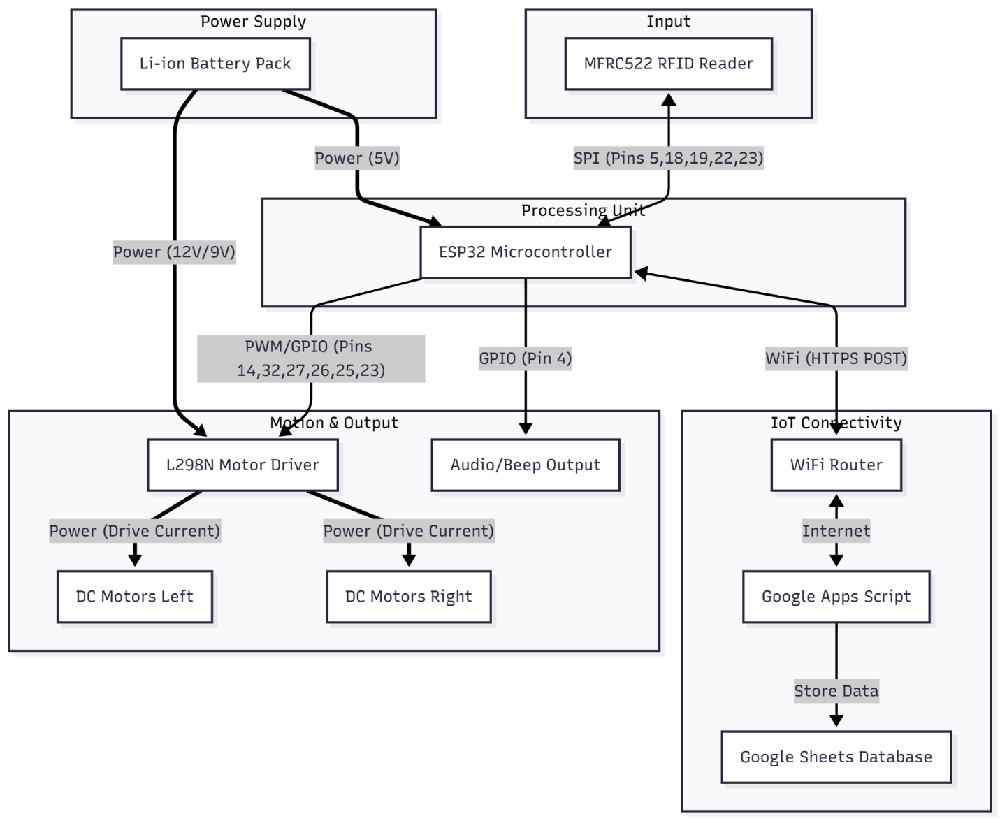 Power Supply
Li-ion Battery Pack
Input
MFRC522 RFID Reader
Power (5V)
SPI (Pins 5,18,19,22,23)
Power (12V/9V)
Processing Unit
ESP32 Microcontroller
PWM/GPIO (Pins
14,32,27,26,25,23)
GPIO (Pin 4)
WiFi (HTTPS POST)
Motion & Output
L298N Motor Driver
Audio/Beep Output
Power (Drive Current)
Power (Drive Current)
DC Motors Left
DC Motors Right
IoT Connectivity
WiFi Router
Internet
Google Apps Script
Store Data
Google Sheets Database